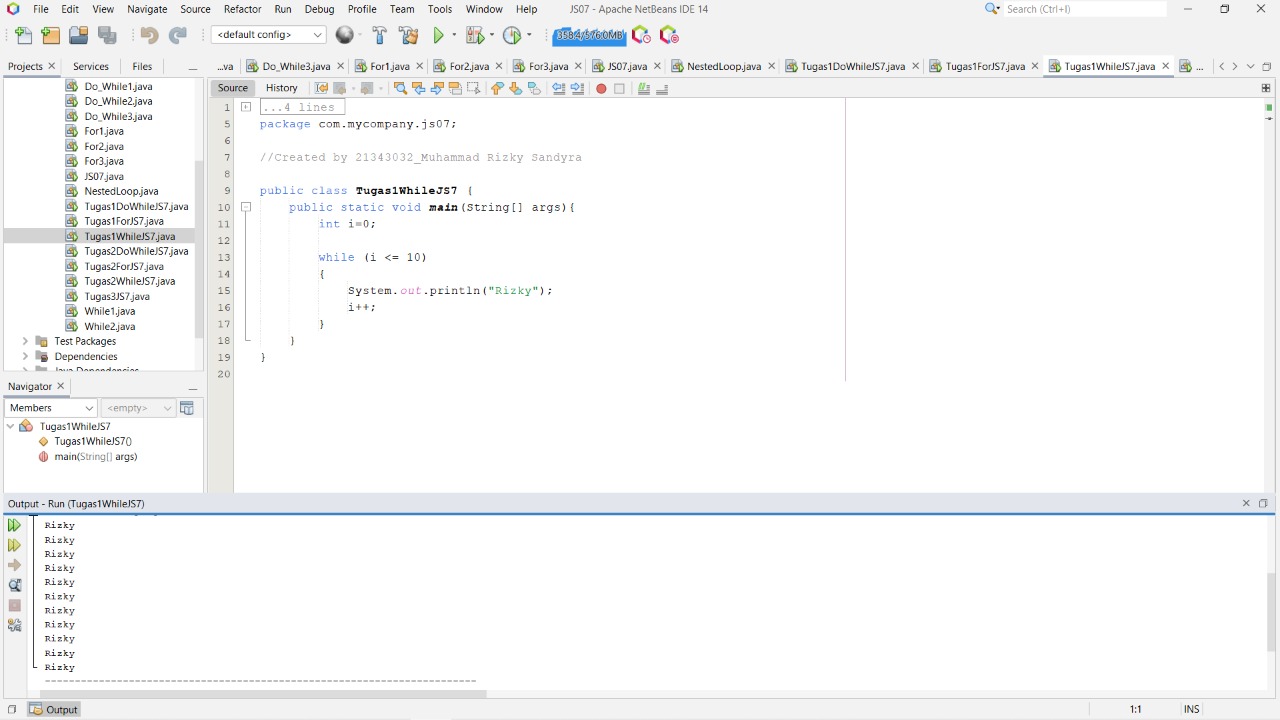 File Edit View Navigate Source Refactor Run Debug Profile Team Tools Window Help JS07 - Apache NetBeans IDE 14 Search (Ctrl+I)
<default config> 358.4/576.0MB
Projects Services Files ...va Do_While3.java For1.java For2.java For3.java JS07.java NestedLoop.java Tugas1DoWhileJS7.java Tugas1ForJS7.java Tugas1WhileJS7.java ...
Source History
Do_While1.java
Do_While2.java
Do_While3.java
For1.java
For2.java
For3.java
JS07.java
NestedLoop.java
Tugas1DoWhileJS7.java
Tugas1ForJS7.java
Tugas1WhileJS7.java
Tugas2DoWhileJS7.java
Tugas2ForJS7.java
Tugas2WhileJS7.java
Tugas3JS7.java
While1.java
While2.java
Test Packages
Dependencies
Java Dependencies
Navigator
Members <empty>
Tugas1WhileJS7
Tugas1WhileJS7()
main(String[] args)
1 ...4 lines
5 package com.mycompany.js07;
6
7 //Created by 21343032_Muhammad Rizky Sandyra
8
9 public class Tugas1WhileJS7 {
10 public static void main(String[] args){
11 int i=0;
12
13 while (i <= 10)
14 {
15 System.out.println("Rizky");
16 i++;
17 }
18 }
19 }
20
Output - Run (Tugas1WhileJS7)
Rizky
Rizky
Rizky
Rizky
Rizky
Rizky
Rizky
Rizky
Rizky
Rizky
Rizky
------------------------------------------------------------------------
Output 1:1 INS